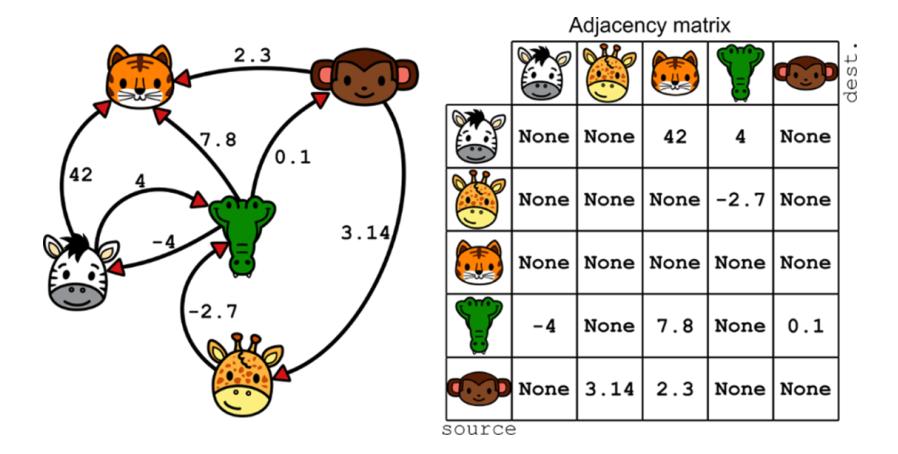 Adjacency matrix
dest.
2.3
7.8
0.1
42
4
-4
3.14
-2.7
None None 42 4 None
None None None -2.7 None
None None None None None
-4 None 7.8 None 0.1
None 3.14 2.3 None None
source